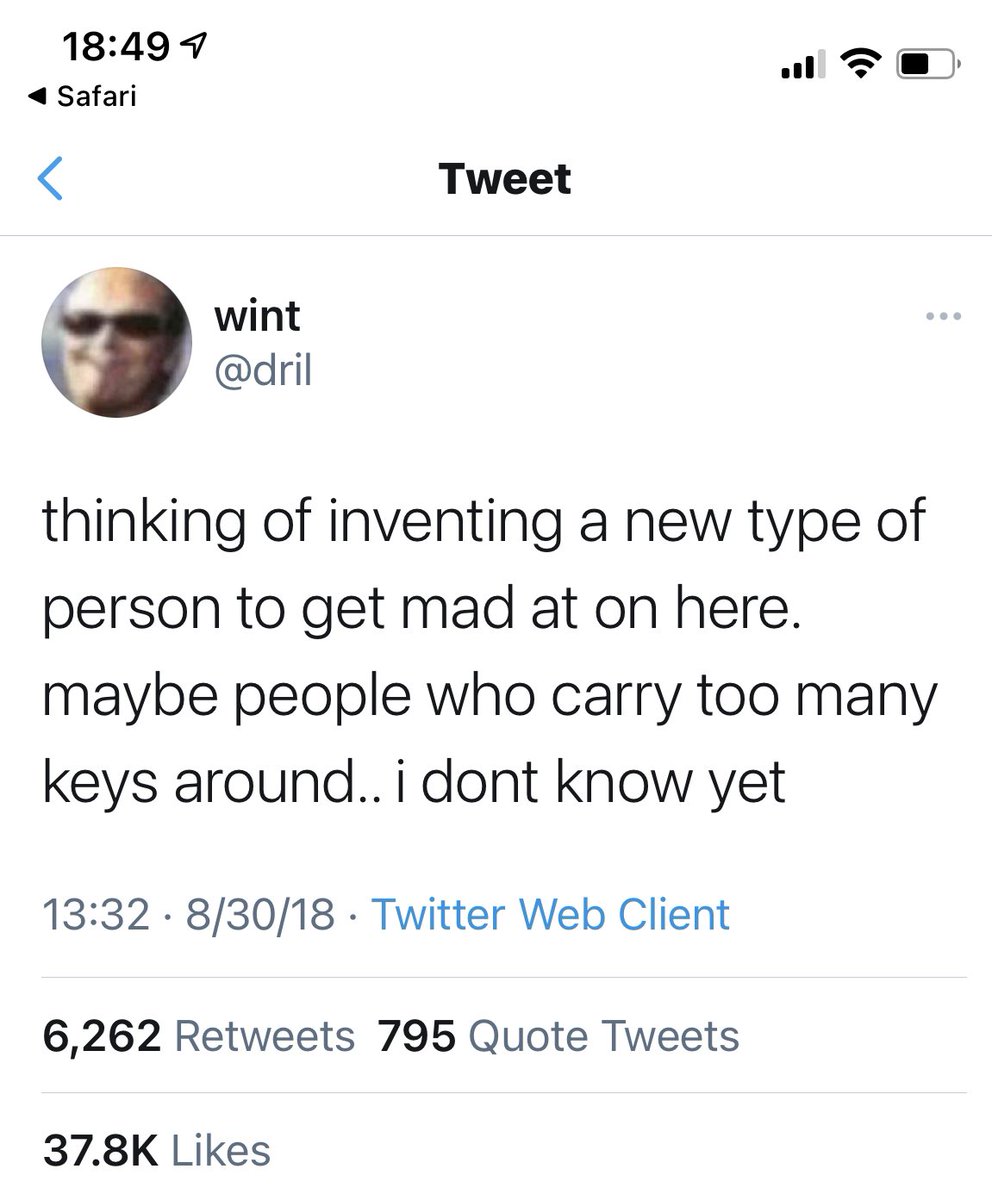 18:49
◀ Safari
Tweet
wint
@dril
thinking of inventing a new type of
person to get mad at on here.
maybe people who carry too many
keys around.. i dont know yet
13:32 · 8/30/18 · Twitter Web Client
6,262 Retweets 795 Quote Tweets
37.8K Likes